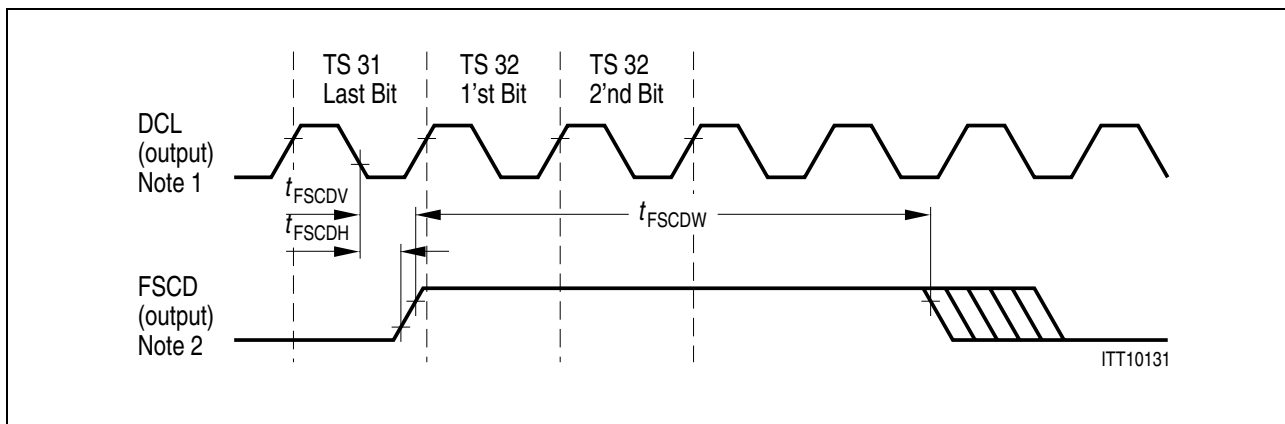 TS 31
Last Bit
TS 32
1'st Bit
TS 32
2'nd Bit
DCL
(output)
Note 1
tFSCDV
tFSCDH
tFSCDW
FSCD
(output)
Note 2
ITT10131